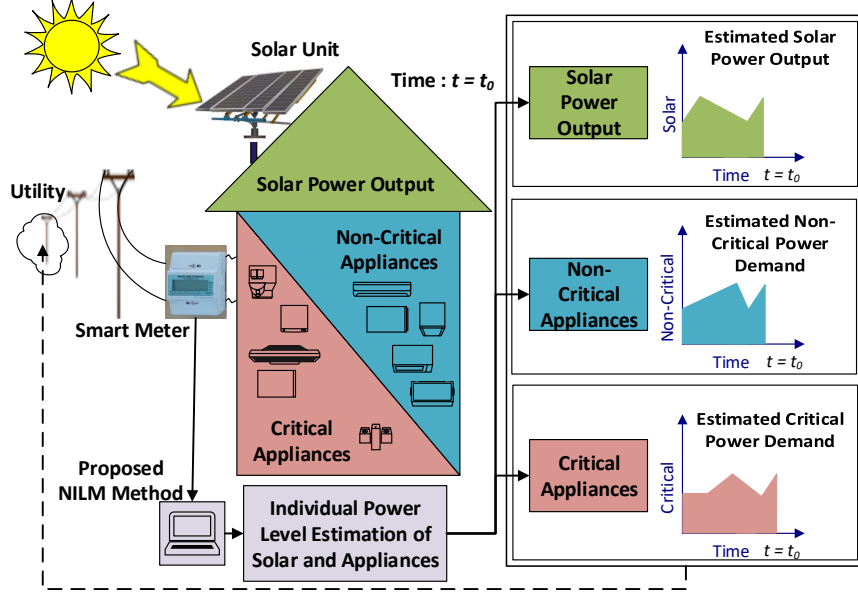 Solar Unit
Time : t = t0
Solar Power Output
Utility
Smart Meter
Non-Critical
Appliances
Critical
Appliances
Proposed
NILM Method
Individual Power
Level Estimation of
Solar and Appliances
Solar
Power
Output
Estimated Solar
Power Output
Solar
Time
t = t0
Non-
Critical
Appliances
Estimated Non-
Critical Power
Demand
Non-Critical
Time
t = t0
Critical
Appliances
Estimated Critical
Power Demand
Critical
Time
t = t0